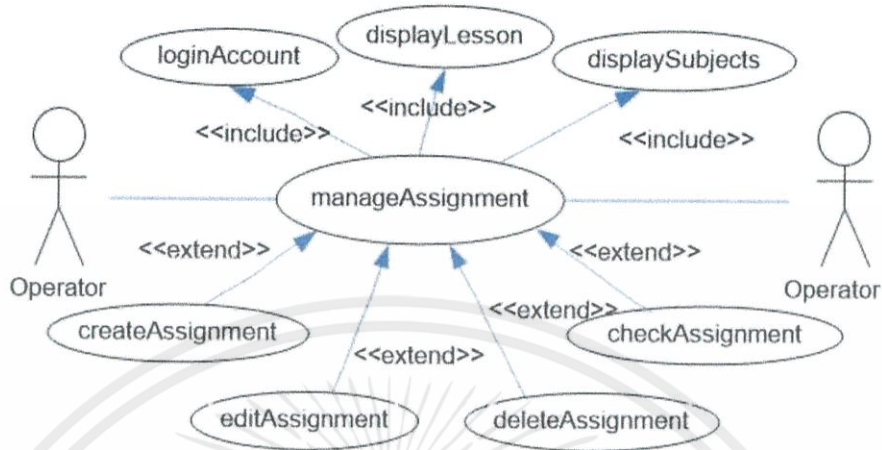 displayLesson
loginAccount
displaySubjects
<<include>>
<<include>>
<<include>>
manageAssignment
<<extend>>
<<extend>>
Operator
Operator
<<extend>>
createAssignment
checkAssignment
<<extend>>
editAssignment
deleteAssignment